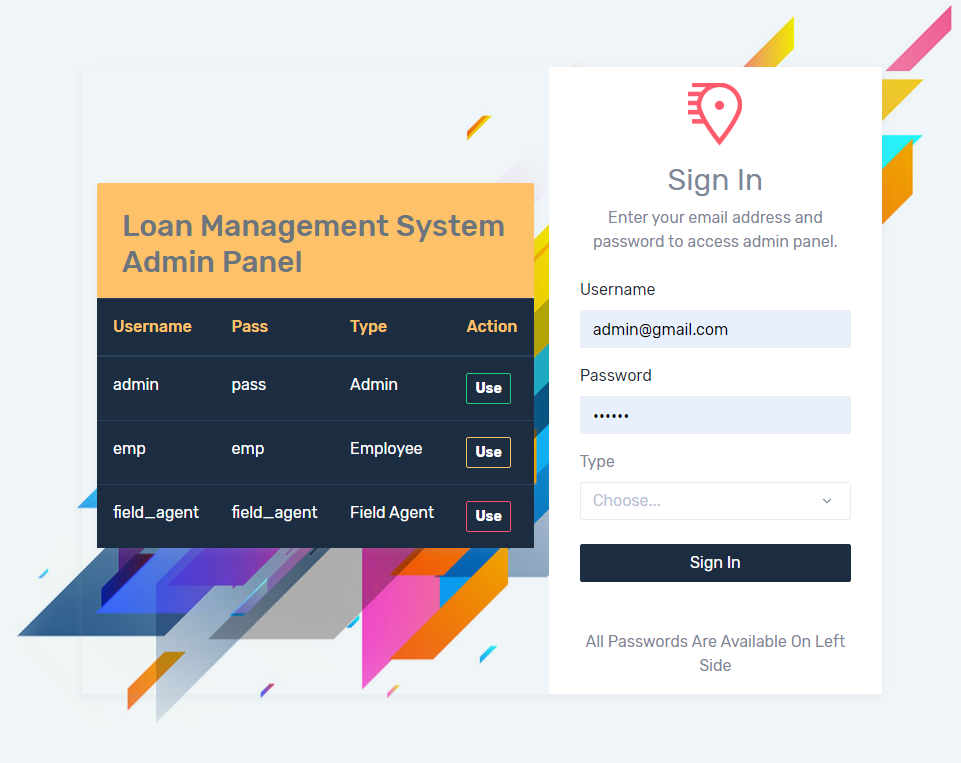 Loan Management System
Admin Panel
Username Pass Type Action
admin pass Admin Use
emp emp Employee Use
field_agent field_agent Field Agent Use
Sign In
Enter your email address and
password to access admin panel.
Username
admin@gmail.com
Password
••••••
Type
Choose...
Sign In
All Passwords Are Available On Left
Side